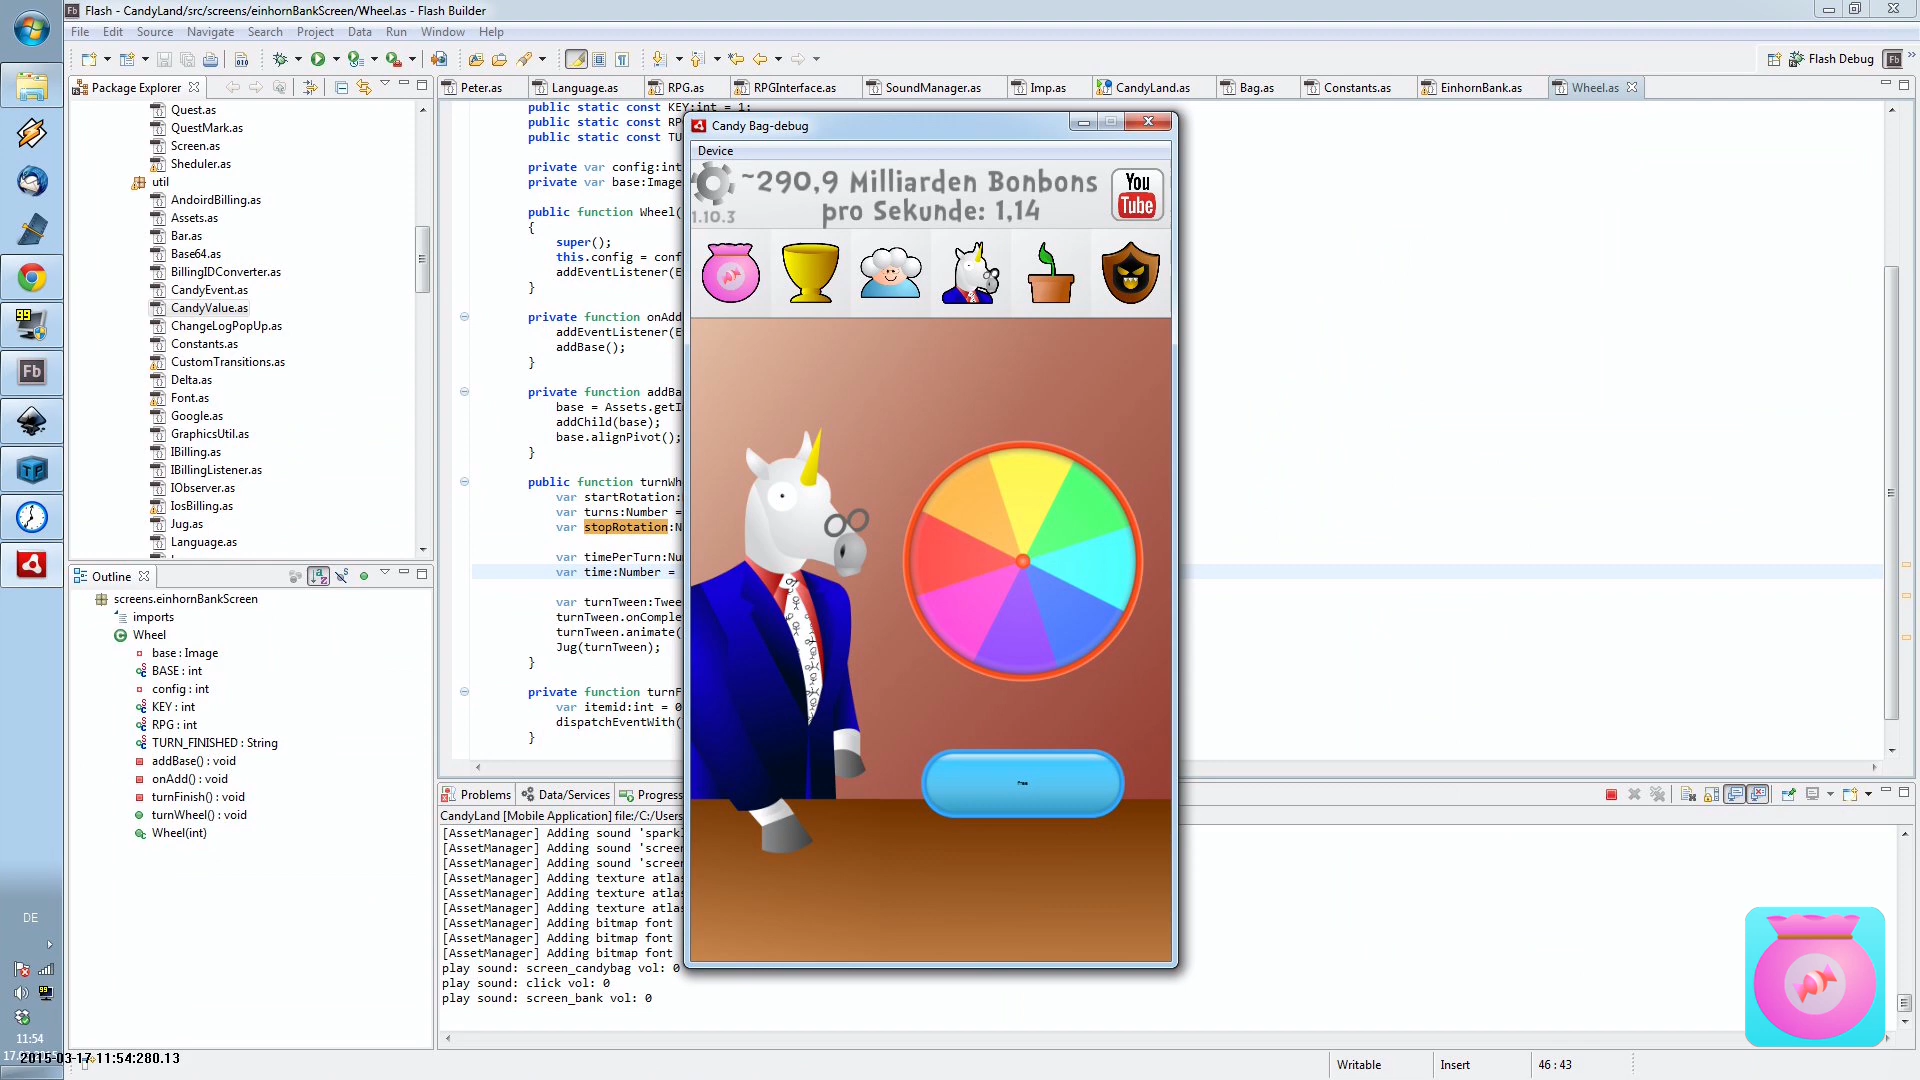 Flash - CandyLand/src/screens/einhornBankScreen/Wheel.as - Flash Builder
File Edit Source Navigate Search Project Data Run Window Help
Flash Debug
Package Explorer
Quest.as
QuestMark.as
Screen.as
Sheduler.as
util
AndoirdBilling.as
Assets.as
Bar.as
Base64.as
BillingIDConverter.as
CandyEvent.as
CandyValue.as
ChangeLogPopUp.as
Constants.as
CustomTransitions.as
Delta.as
Font.as
Google.as
GraphicsUtil.as
IBilling.as
IBillingListener.as
IObserver.as
IosBilling.as
Jug.as
Language.as
Outline
screens.einhornBankScreen
imports
Wheel
base : Image
BASE : int
config : int
KEY : int
RPG : int
TURN_FINISHED : String
addBase() : void
onAdd() : void
turnFinish() : void
turnWheel() : void
Wheel(int)
Peter.as Language.as RPG.as RPGInterface.as SoundManager.as Imp.as CandyLand.as Bag.as Constants.as EinhornBank.as Wheel.as
public static const KEY:int = 1;
public static const RP
public static const TU
private var config:int
private var base:Image
public function Wheel(
{
super();
this.config = conf
addEventListener(E
}
private function onAdd
addEventListener(E
addBase();
}
private function addBa
base = Assets.getI
addChild(base);
base.alignPivot();
}
public function turnWh
var startRotation:
var turns:Number =
var stopRotation:N
var timePerTurn:Nu
var time:Number =
var turnTween:Twee
turnTween.onComple
turnTween.animate(
Jug(turnTween);
}
private function turnF
var itemid:int = 0
dispatchEventWith(
}
Candy Bag-debug
Device
~290,9 Milliarden Bonbons
pro Sekunde: 1,14
1.10.3
You
Tube
Problems Data/Services Progress
CandyLand [Mobile Application] file:/C:/Users
[AssetManager] Adding sound 'sparkl
[AssetManager] Adding sound 'screen
[AssetManager] Adding sound 'screen
[AssetManager] Adding texture atlas
[AssetManager] Adding texture atlas
[AssetManager] Adding texture atlas
[AssetManager] Adding bitmap font
[AssetManager] Adding bitmap font
[AssetManager] Adding bitmap font
play sound: screen_candybag vol: 0
play sound: click vol: 0
play sound: screen_bank vol: 0
Writable Insert 46 : 43
DE
11:54
2015-03-17 11:54:280.13